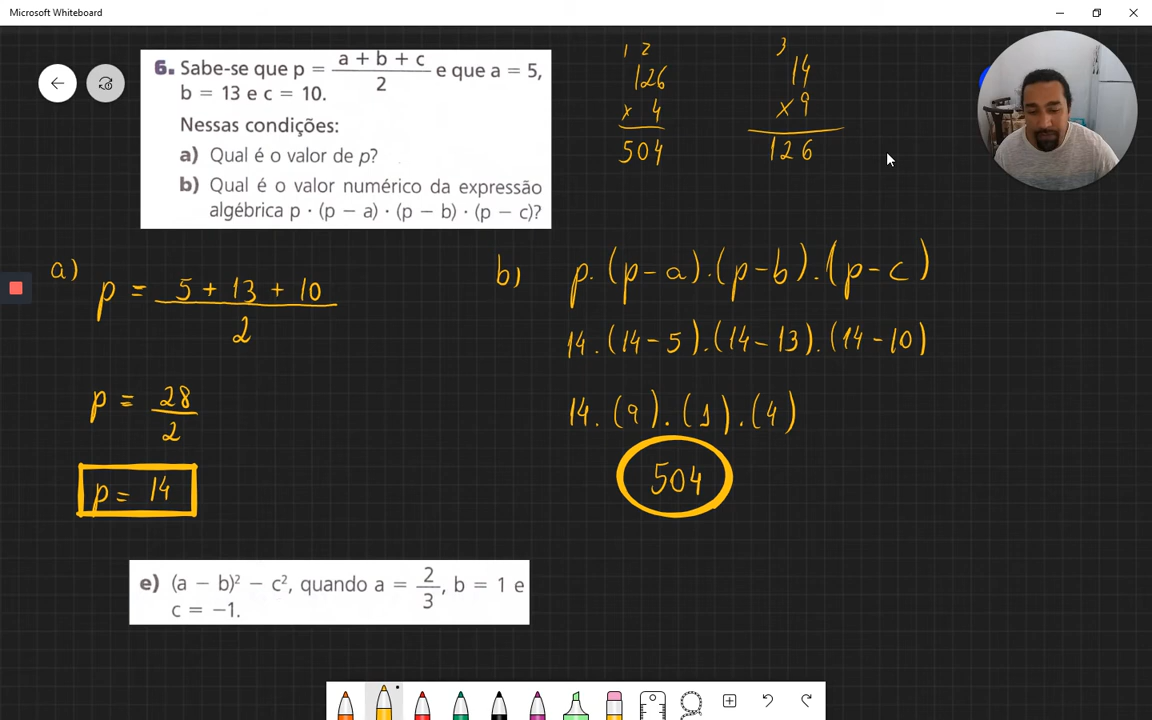 Microsoft Whiteboard
6. Sabe-se que p = (a + b + c)/2 e que a = 5,
b = 13 e c = 10.
Nessas condições:
a) Qual é o valor de p?
b) Qual é o valor numérico da expressão
algébrica p · (p − a) · (p − b) · (p − c)?
1 2
126
x 4
504
3
14
x 9
126
a)
p = (5 + 13 + 10)/2
p = 28/2
p = 14
b) p.(p-a).(p-b).(p-c)
14.(14-5).(14-13).(14-10)
14.(9).(1).(4)
504
e) (a − b)² − c², quando a = 2/3, b = 1 e
c = −1.